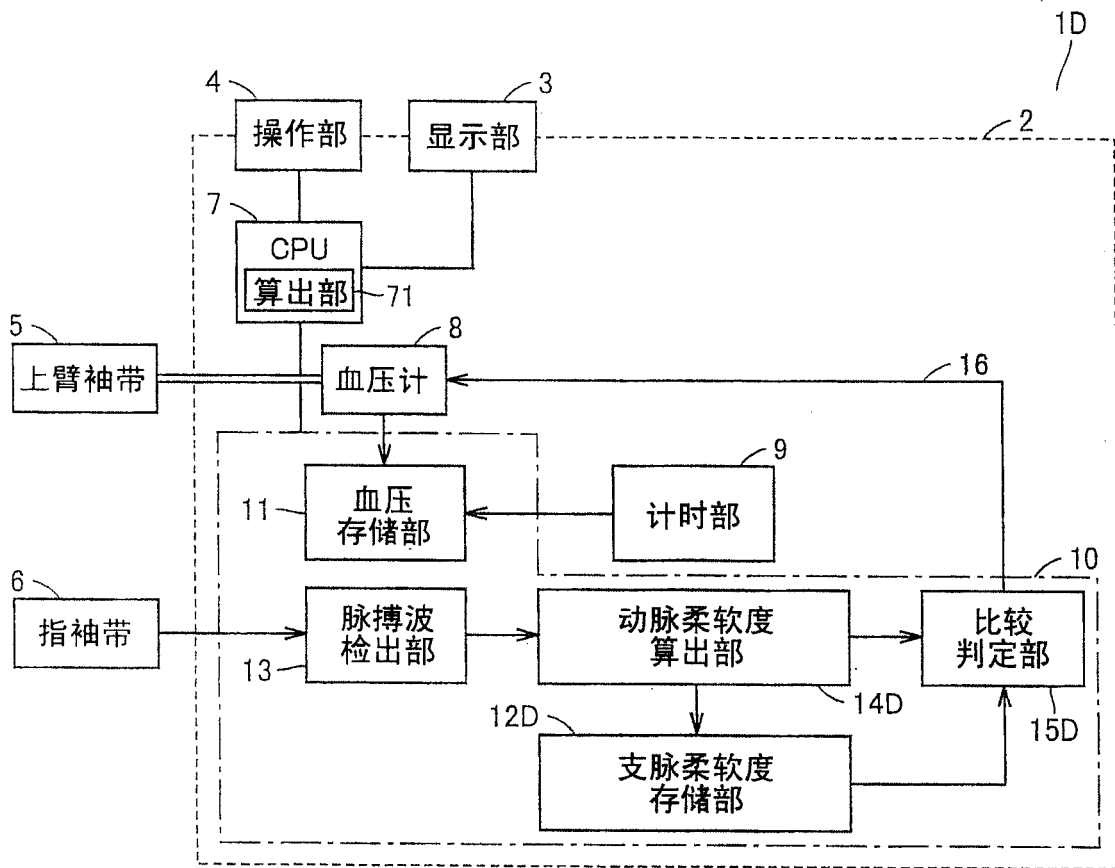 1D
4
3
2
操作部
显示部
7
CPU
算出部
71
5
8
上臂袖带
血压计
16
9
11
血压
存储部
计时部
10
6
指袖带
脉搏波
检出部
13
动脉柔软度
算出部
14D
比较
判定部
15D
12D
支脉柔软度
存储部